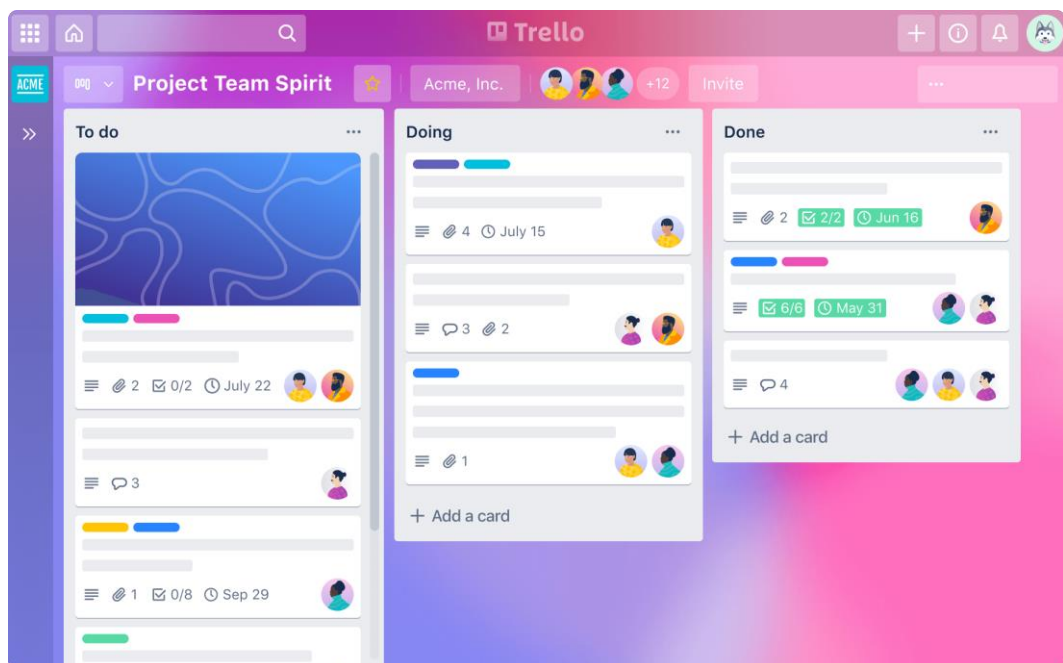 Trello
ACME
Project Team Spirit
Acme, Inc.
+12
Invite
To do
2 0/2 July 22
3
1 0/8 Sep 29
Doing
4 July 15
3 2
1
+ Add a card
Done
2 2/2 Jun 16
6/6 May 31
4
+ Add a card